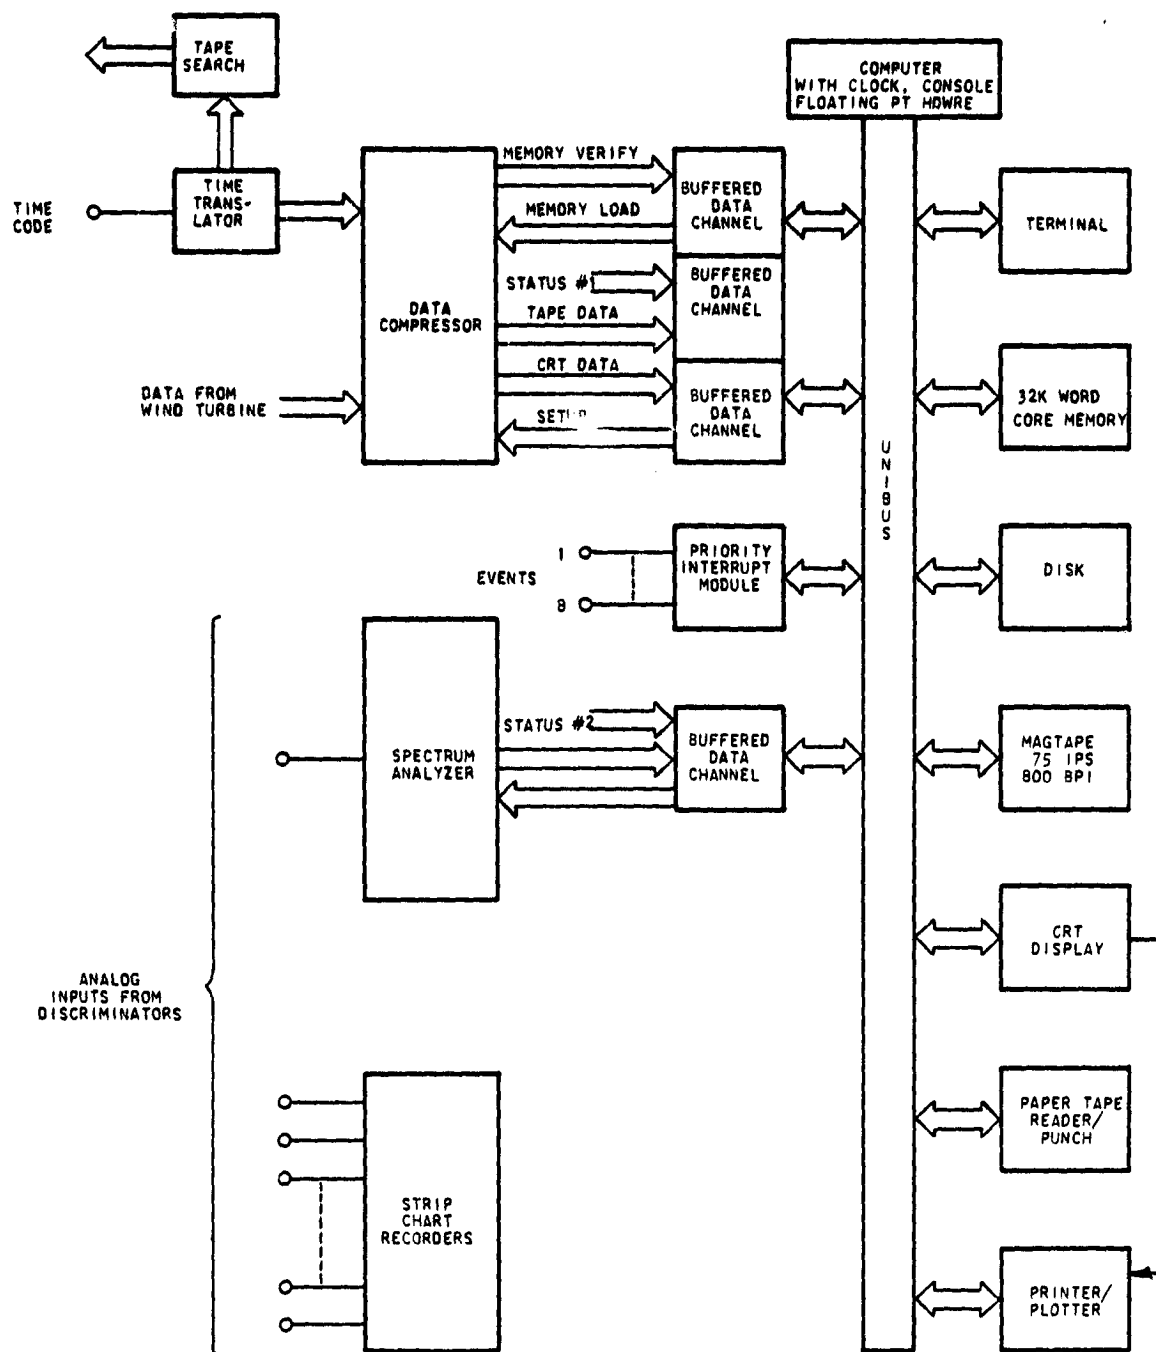 TAPE
SEARCH
COMPUTER
WITH CLOCK, CONSOLE
FLOATING PT HDWRE
TIME
CODE
TIME
TRANS-
LATOR
DATA
COMPRESSOR
MEMORY VERIFY
MEMORY LOAD
STATUS #1
TAPE DATA
CRT DATA
BUFFERED
DATA
CHANNEL
BUFFERED
DATA
CHANNEL
BUFFERED
DATA
CHANNEL
TERMINAL
DATA FROM
WIND TURBINE
32K WORD
CORE MEMORY
UNIBUS
EVENTS
1
8
PRIORITY
INTERRUPT
MODULE
DISK
SPECTRUM
ANALYZER
STATUS #2
BUFFERED
DATA
CHANNEL
MAGTAPE
75 IPS
800 BPI
CRT
DISPLAY
ANALOG
INPUTS FROM
DISCRIMINATORS
PAPER TAPE
READER/
PUNCH
STRIP
CHART
RECORDERS
PRINTER/
PLOTTER